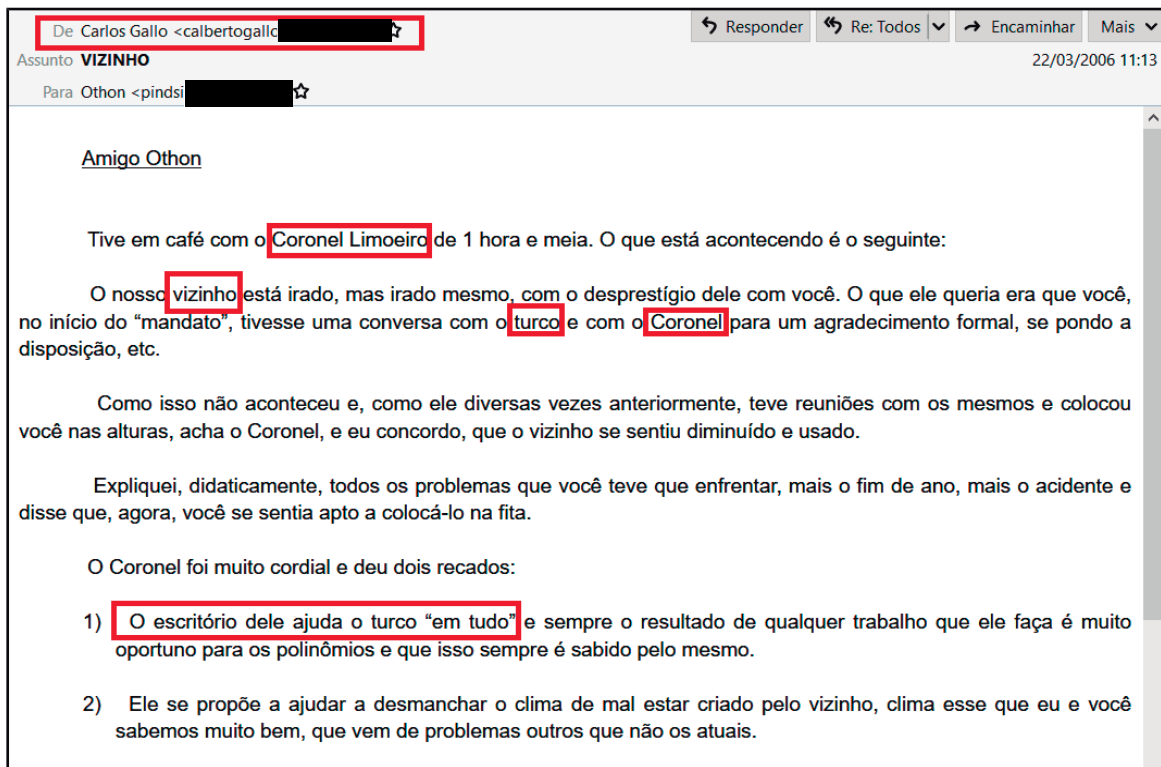 De Carlos Gallo <calbertogallo
Responder Re: Todos Encaminhar Mais
Assunto VIZINHO
22/03/2006 11:13
Para Othon <pindsi
Amigo Othon
Tive em café com o Coronel Limoeiro de 1 hora e meia. O que está acontecendo é o seguinte:
O nosso vizinho está irado, mas irado mesmo, com o desprestígio dele com você. O que ele queria era que você,
no início do “mandato”, tivesse uma conversa com o turco e com o Coronel para um agradecimento formal, se pondo a
disposição, etc.
Como isso não aconteceu e, como ele diversas vezes anteriormente, teve reuniões com os mesmos e colocou
você nas alturas, acha o Coronel, e eu concordo, que o vizinho se sentiu diminuído e usado.
Expliquei, didaticamente, todos os problemas que você teve que enfrentar, mais o fim de ano, mais o acidente e
disse que, agora, você se sentia apto a colocá-lo na fita.
O Coronel foi muito cordial e deu dois recados:
1) O escritório dele ajuda o turco “em tudo” e sempre o resultado de qualquer trabalho que ele faça é muito
oportuno para os polinômios e que isso sempre é sabido pelo mesmo.
2) Ele se propõe a ajudar a desmanchar o clima de mal estar criado pelo vizinho, clima esse que eu e você
sabemos muito bem, que vem de problemas outros que não os atuais.